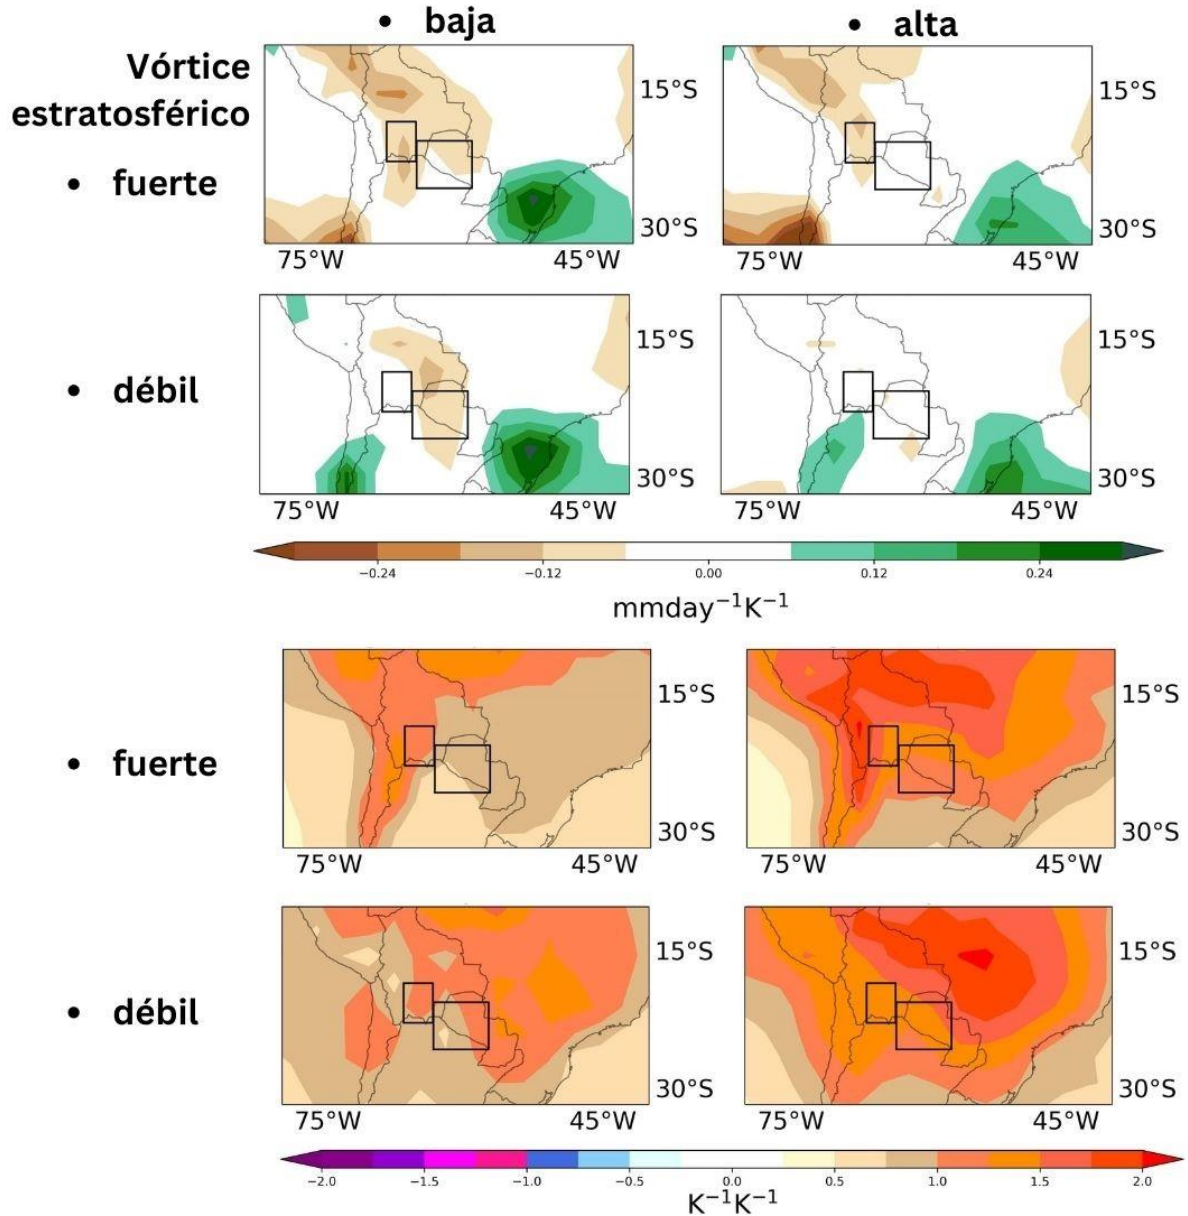 • baja • alta
Vórtice
estratosférico
15°S 15°S
• fuerte
30°S 30°S
75°W 45°W 75°W 45°W
15°S 15°S
• débil
30°S 30°S
75°W 45°W 75°W 45°W
−0.24 −0.12 0.00 0.12 0.24
mmday⁻¹K⁻¹
15°S 15°S
• fuerte
30°S 30°S
75°W 45°W 75°W 45°W
15°S 15°S
• débil
30°S 30°S
75°W 45°W 75°W 45°W
−2.0 −1.5 −1.0 −0.5 0.0 0.5 1.0 1.5 2.0
K⁻¹K⁻¹